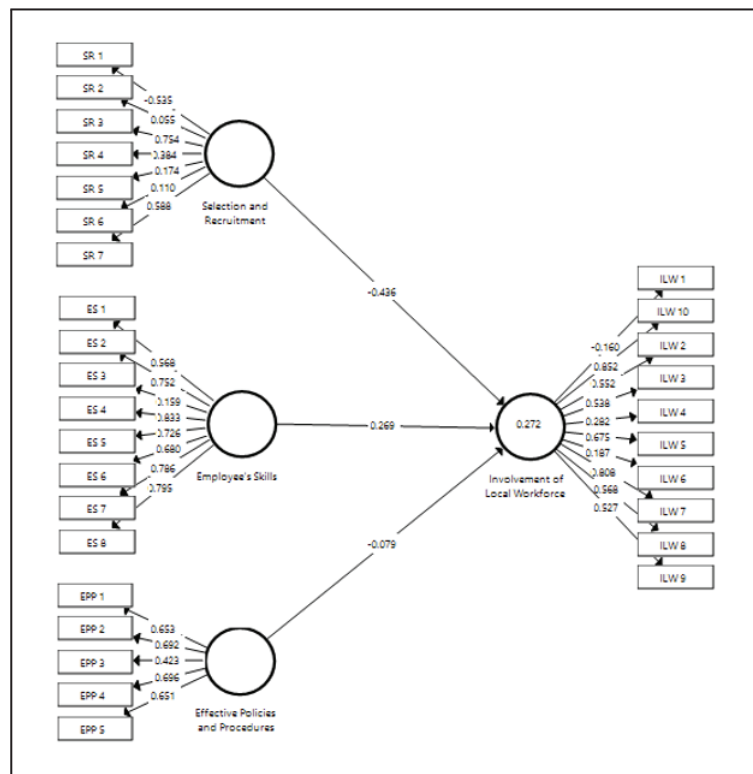 SR 1
SR 2
SR 3
SR 4
SR 5
SR 6
SR 7
-0.535
0.055
0.754
0.384
0.174
0.110
0.588
Selection and
Recruitment
-0.436
ES 1
ES 2
ES 3
ES 4
ES 5
ES 6
ES 7
ES 8
0.568
0.752
0.159
0.833
0.726
0.680
0.786
0.795
Employee's Skills
0.269
EPP 1
EPP 2
EPP 3
EPP 4
EPP 5
0.653
0.692
0.423
0.696
0.651
Effective Policies
and Procedures
-0.079
0.272
Involvement of
Local Workforce
-0.160
0.852
0.552
0.538
0.282
0.675
0.187
0.808
0.568
0.527
ILW 1
ILW 10
ILW 2
ILW 3
ILW 4
ILW 5
ILW 6
ILW 7
ILW 8
ILW 9